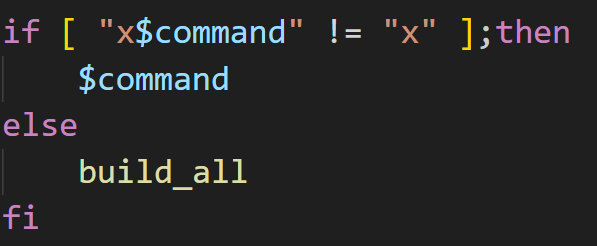 if [ "x$command" != "x" ];then
    $command
else
    build_all
fi